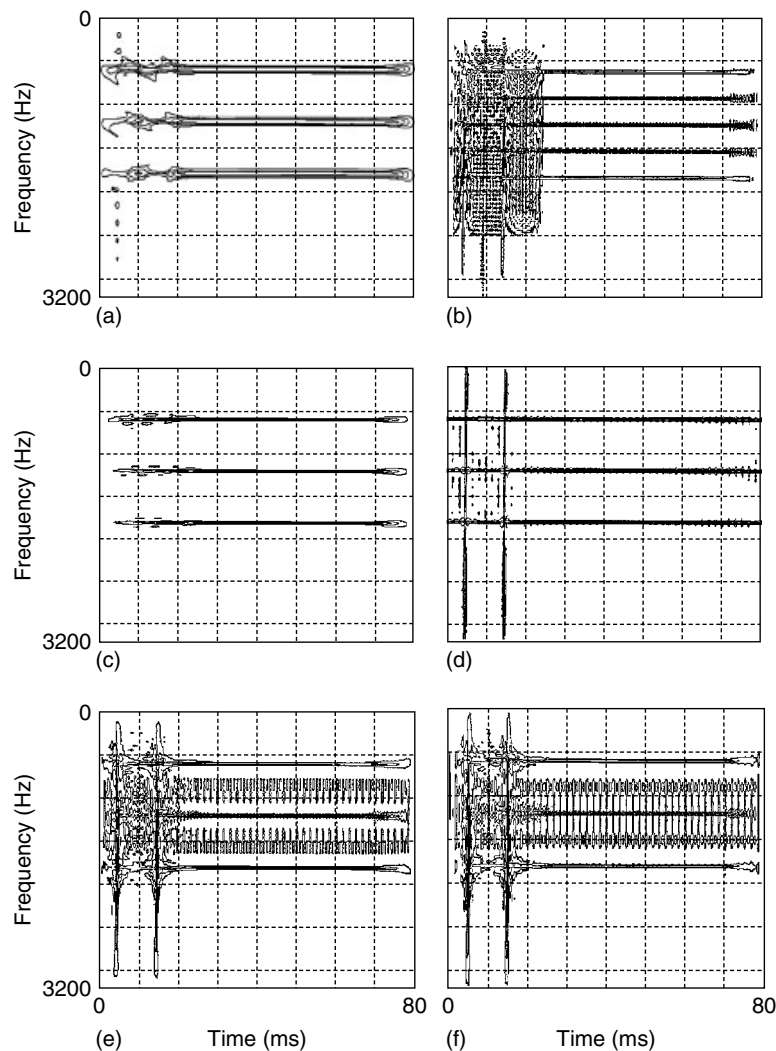 0
Frequency (Hz)
3200
(a)
(b)
0
Frequency (Hz)
3200
(c)
(d)
0
Frequency (Hz)
3200
0
80
0
80
(e)
Time (ms)
(f)
Time (ms)